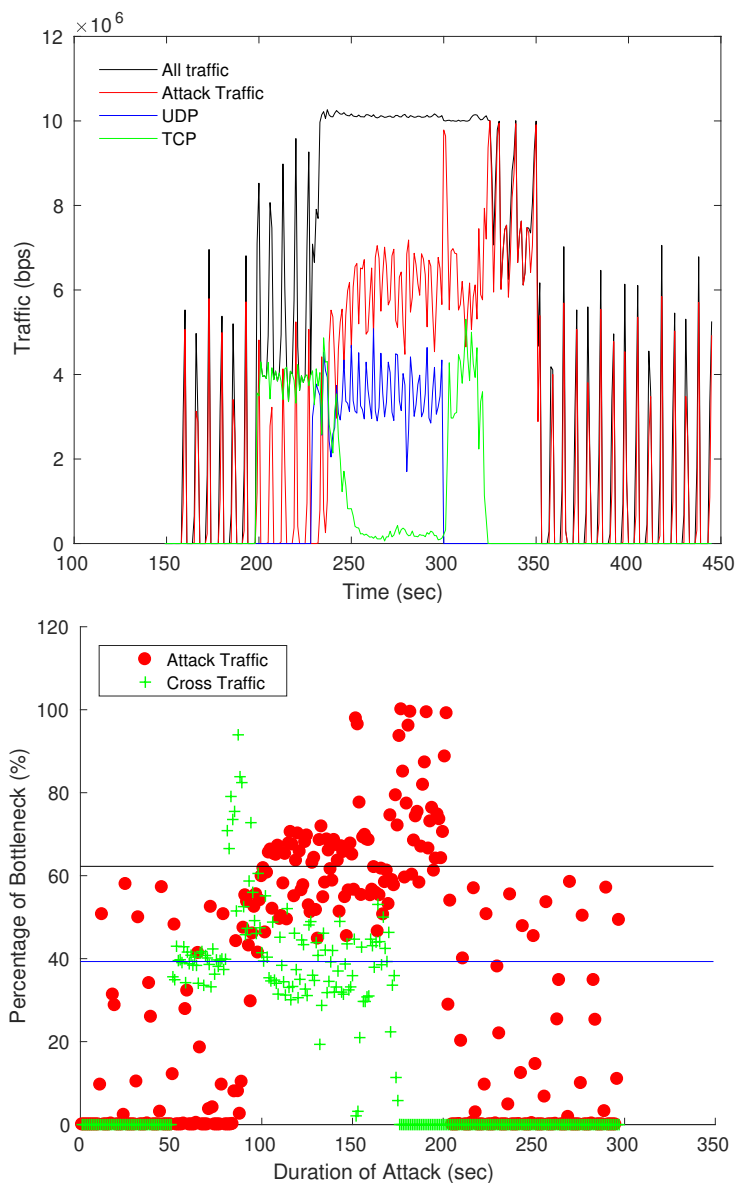 ×10^6
12
10
8
6
4
2
0
All traffic
Attack Traffic
UDP
TCP
Traffic (bps)
100 150 200 250 300 350 400 450
Time (sec)
120
100
80
60
40
20
0
Attack Traffic
Cross Traffic
Percentage of Bottleneck (%)
0 50 100 150 200 250 300 350
Duration of Attack (sec)